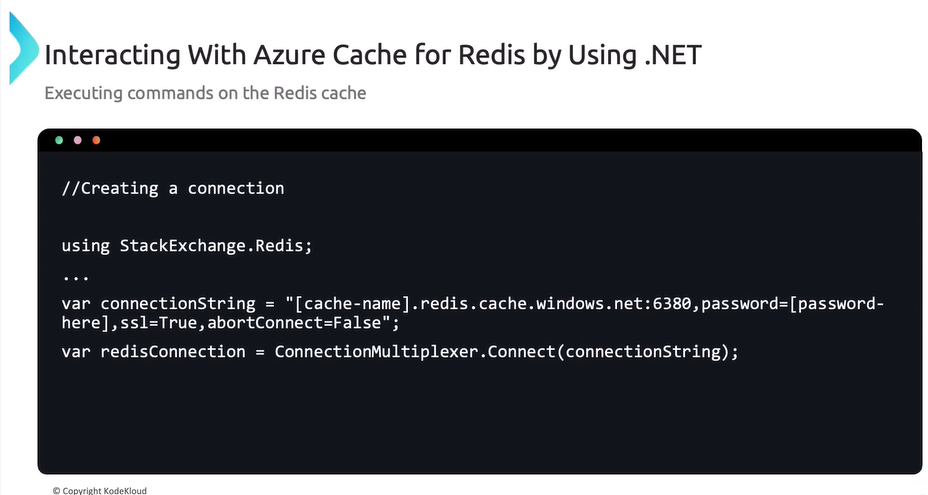 Interacting With Azure Cache for Redis by Using .NET
Executing commands on the Redis cache
//Creating a connection
using StackExchange.Redis;
...
var connectionString = "[cache-name].redis.cache.windows.net:6380,password=[password-
here],ssl=True,abortConnect=False";
var redisConnection = ConnectionMultiplexer.Connect(connectionString);
© Copyright KodeKloud